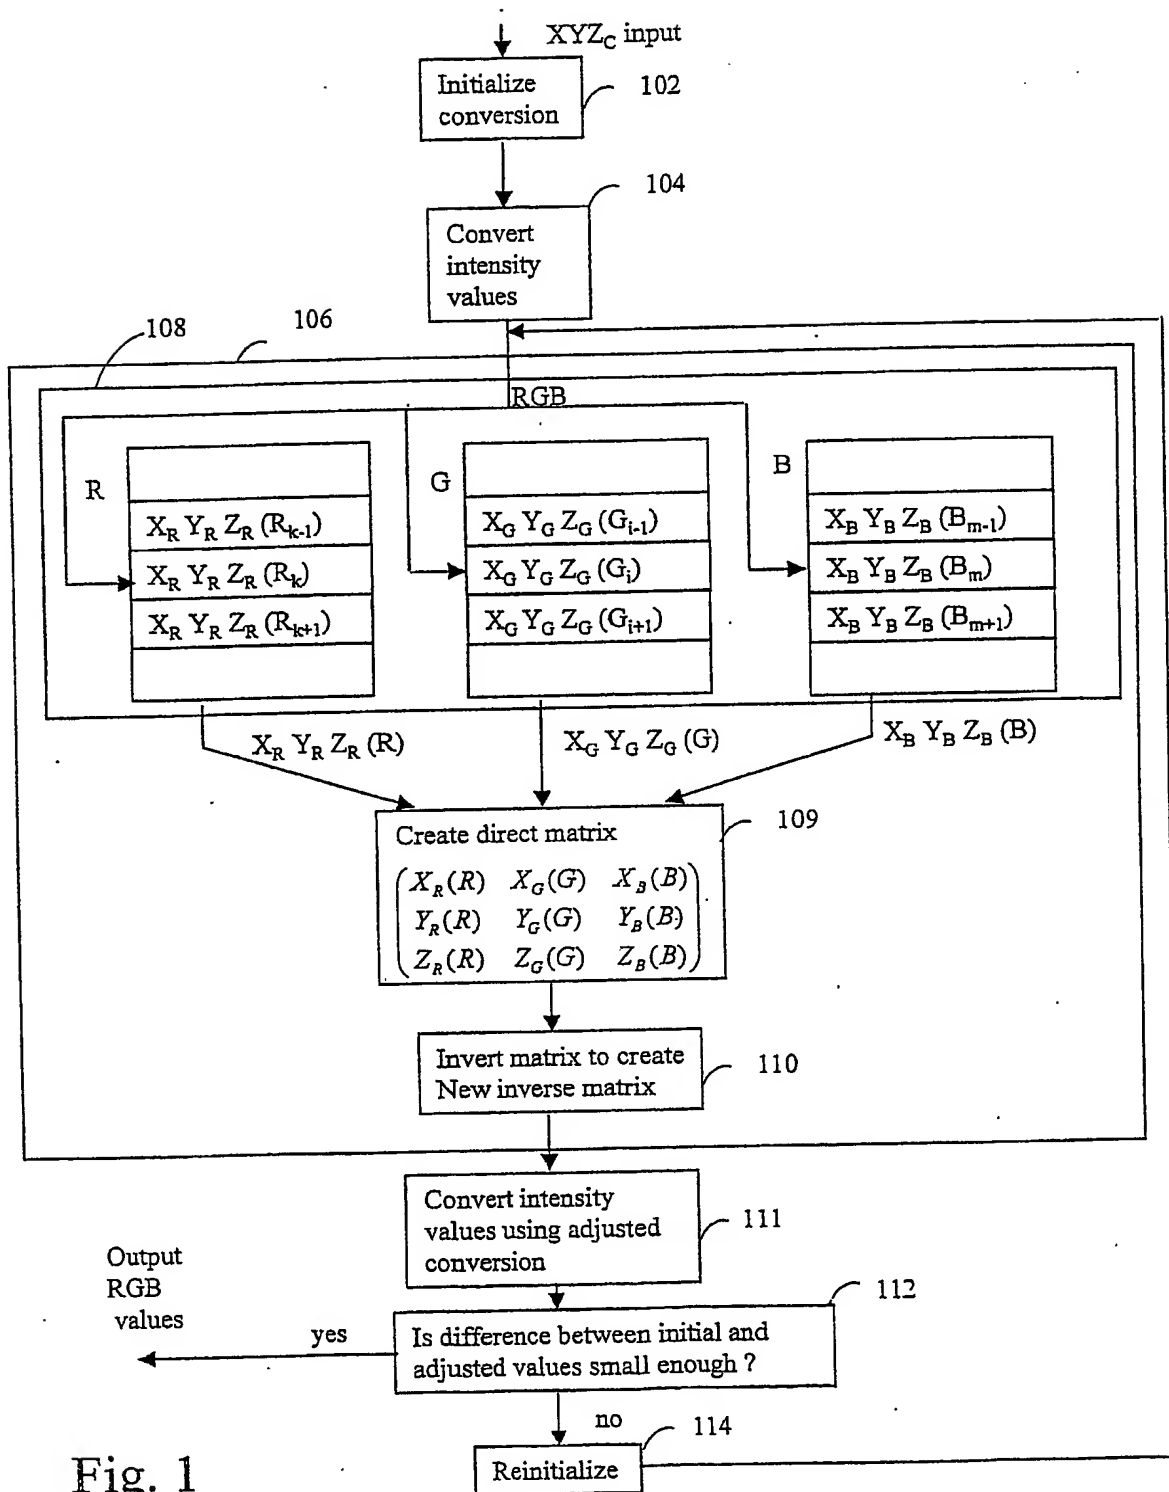 XYZ_C input
Initialize
conversion
102
104
Convert
intensity
values
108
106
RGB
R
G
B
X_R Y_R Z_R (R_k-1)
X_R Y_R Z_R (R_k)
X_R Y_R Z_R (R_k+1)
X_G Y_G Z_G (G_i-1)
X_G Y_G Z_G (G_i)
X_G Y_G Z_G (G_i+1)
X_B Y_B Z_B (B_m-1)
X_B Y_B Z_B (B_m)
X_B Y_B Z_B (B_m+1)
X_R Y_R Z_R (R)
X_G Y_G Z_G (G)
X_B Y_B Z_B (B)
Create direct matrix
109
X_R(R) X_G(G) X_B(B)
Y_R(R) Y_G(G) Y_B(B)
Z_R(R) Z_G(G) Z_B(B)
Invert matrix to create
New inverse matrix
110
Convert intensity
values using adjusted
conversion
111
Output
RGB
values
112
yes
Is difference between initial and
adjusted values small enough ?
no
114
Reinitialize
Fig. 1